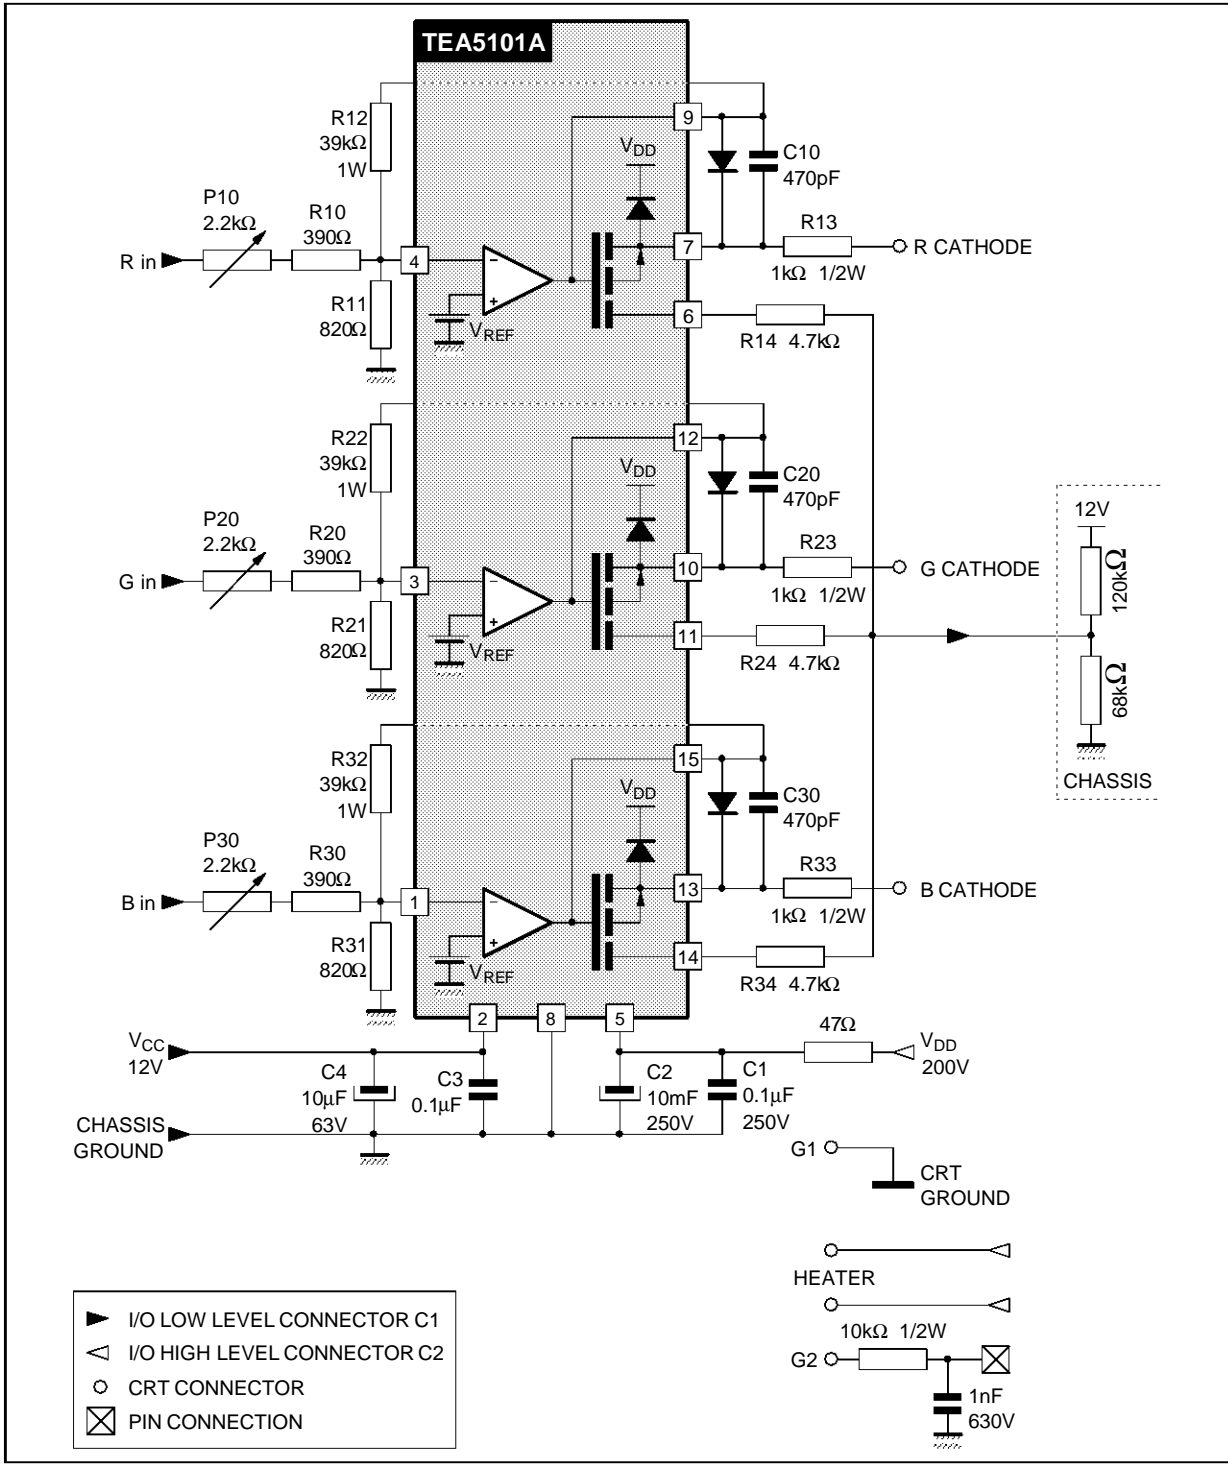 TEA5101A
R12
39kΩ
1W
9
VDD
C10
470pF
P10
2.2kΩ
R10
390Ω
R in
4
−
+
VREF
R11
820Ω
7
R13
1kΩ 1/2W
R CATHODE
6
R14 4.7kΩ
R22
39kΩ
1W
12
VDD
C20
470pF
P20
2.2kΩ
R20
390Ω
G in
3
−
+
VREF
R21
820Ω
10
R23
1kΩ 1/2W
G CATHODE
11
R24 4.7kΩ
12V
120kΩ
68kΩ
CHASSIS
R32
39kΩ
1W
15
VDD
C30
470pF
P30
2.2kΩ
R30
390Ω
B in
1
−
+
VREF
R31
820Ω
13
R33
1kΩ 1/2W
B CATHODE
14
R34 4.7kΩ
2
8
5
VCC
12V
47Ω
VDD
200V
C4
10µF
63V
C3
0.1µF
C2
10mF
250V
C1
0.1µF
250V
CHASSIS
GROUND
G1
CRT
GROUND
HEATER
10kΩ 1/2W
G2
1nF
630V
I/O LOW LEVEL CONNECTOR C1
I/O HIGH LEVEL CONNECTOR C2
CRT CONNECTOR
PIN CONNECTION